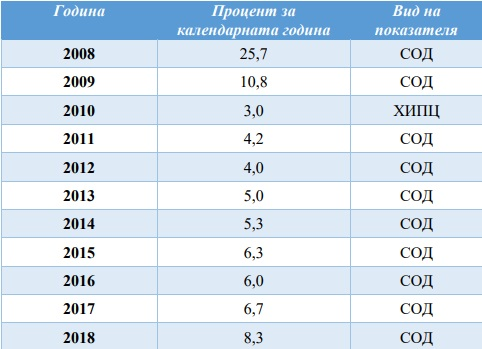 Година Процент за календарната година Вид на показателя
2008 25,7 СОД
2009 10,8 СОД
2010 3,0 ХИПЦ
2011 4,2 СОД
2012 4,0 СОД
2013 5,0 СОД
2014 5,3 СОД
2015 6,3 СОД
2016 6,0 СОД
2017 6,7 СОД
2018 8,3 СОД